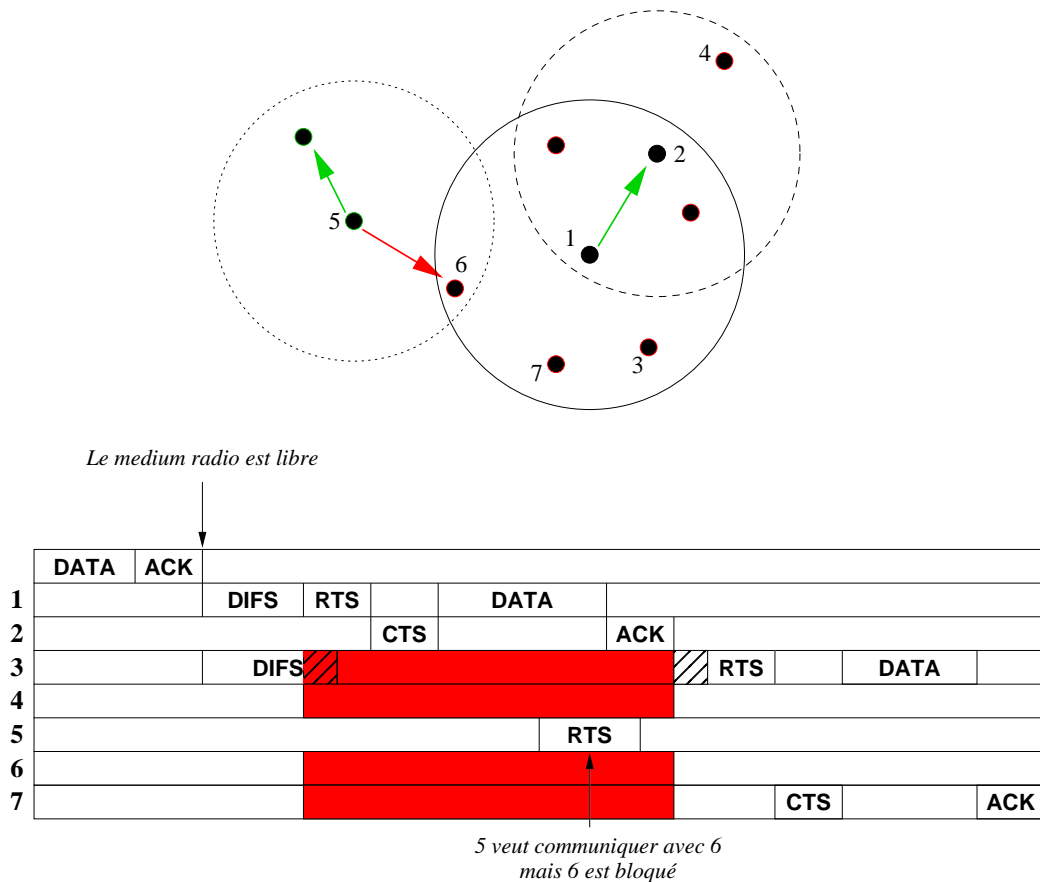 4
2
5
1
6
7
3
Le medium radio est libre
DATA ACK
1 DIFS RTS DATA
2 CTS ACK
3 DIFS RTS DATA
4
5 RTS
6
7 CTS ACK
5 veut communiquer avec 6
mais 6 est bloqué